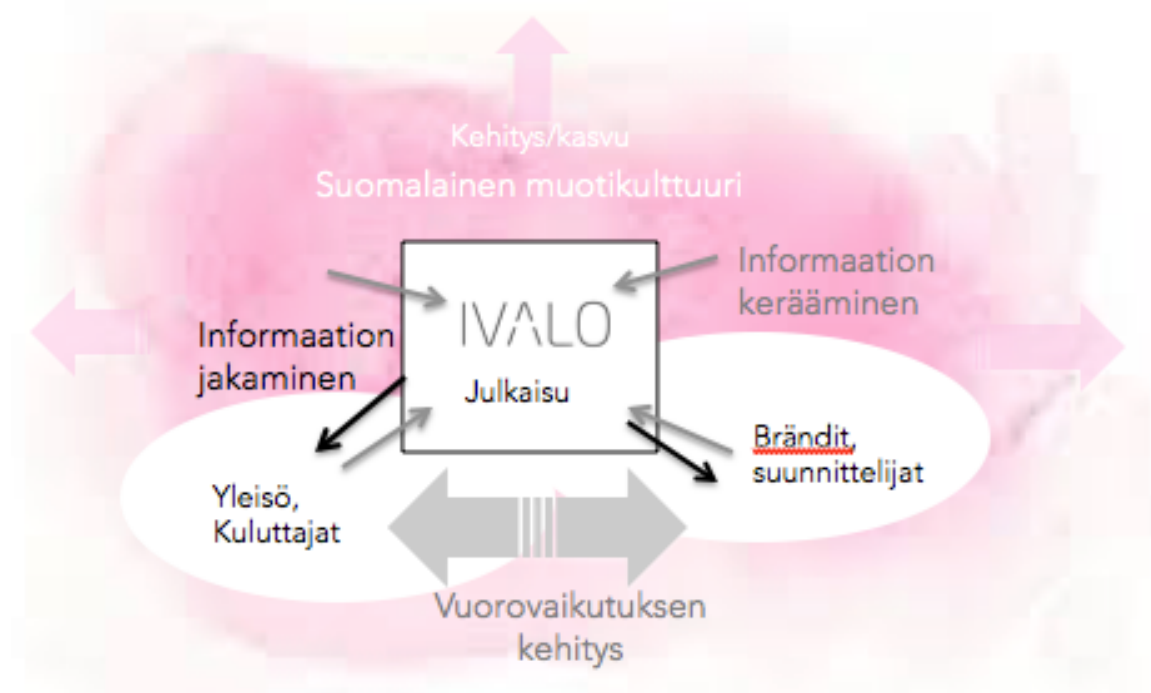 Kehitys/kasvu
Suomalainen muotikulttuuri
Informaation
kerääminen
IVALO
Julkaisu
Informaation
jakaminen
Brändit,
suunnittelijat
Yleisö,
Kuluttajat
Vuorovaikutuksen
kehitys